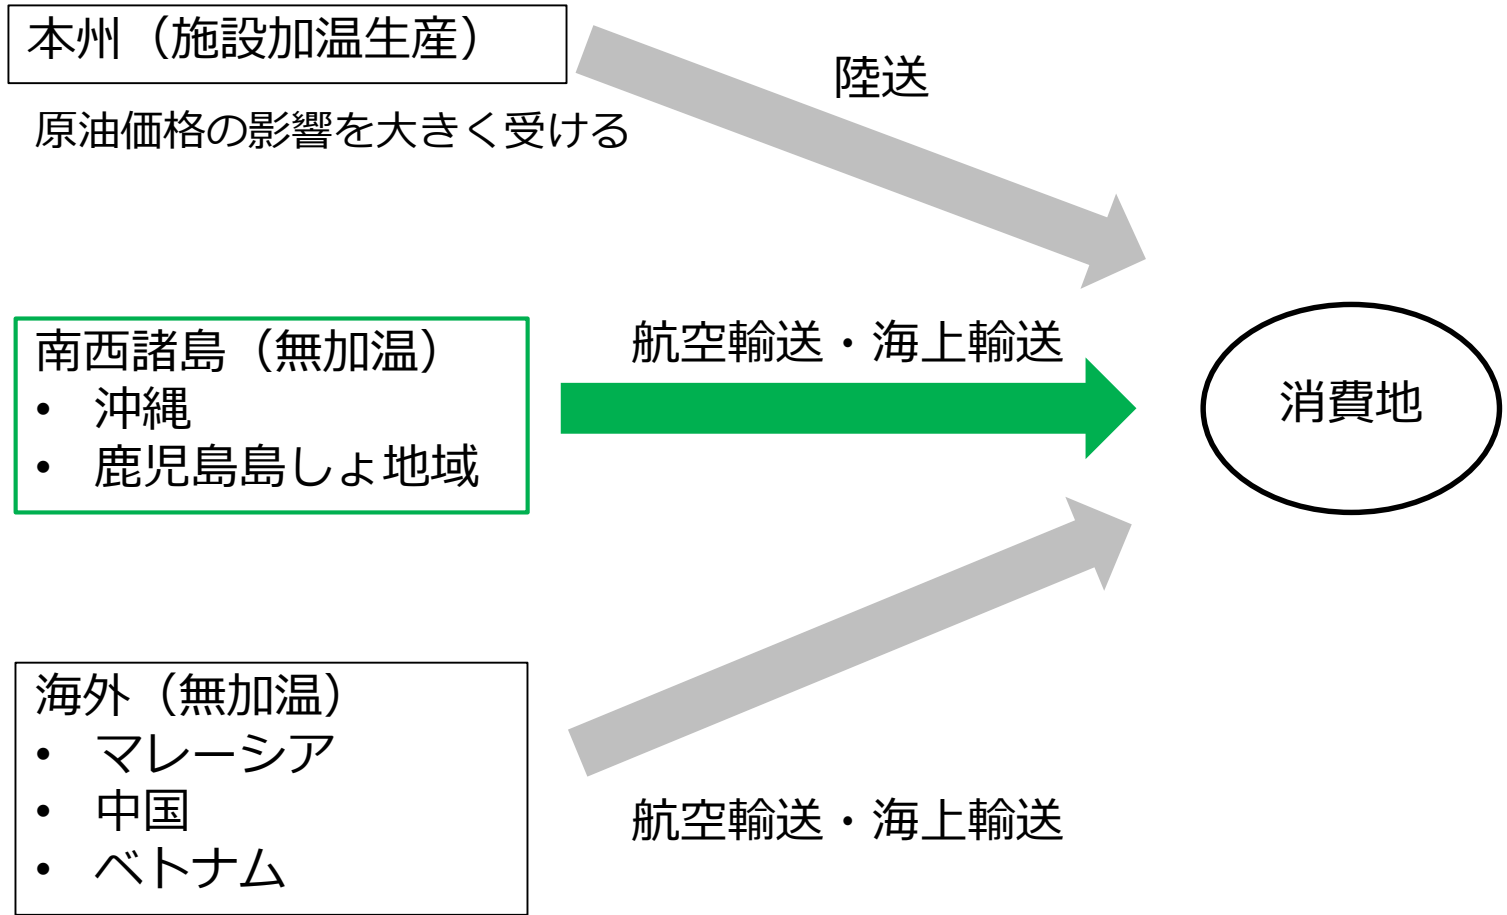 本州（施設加温生産）
陸送
原油価格の影響を大きく受ける
南西諸島（無加温）
• 沖縄
• 鹿児島島しょ地域
航空輸送・海上輸送
消費地
海外（無加温）
• マレーシア
• 中国
• ベトナム
航空輸送・海上輸送